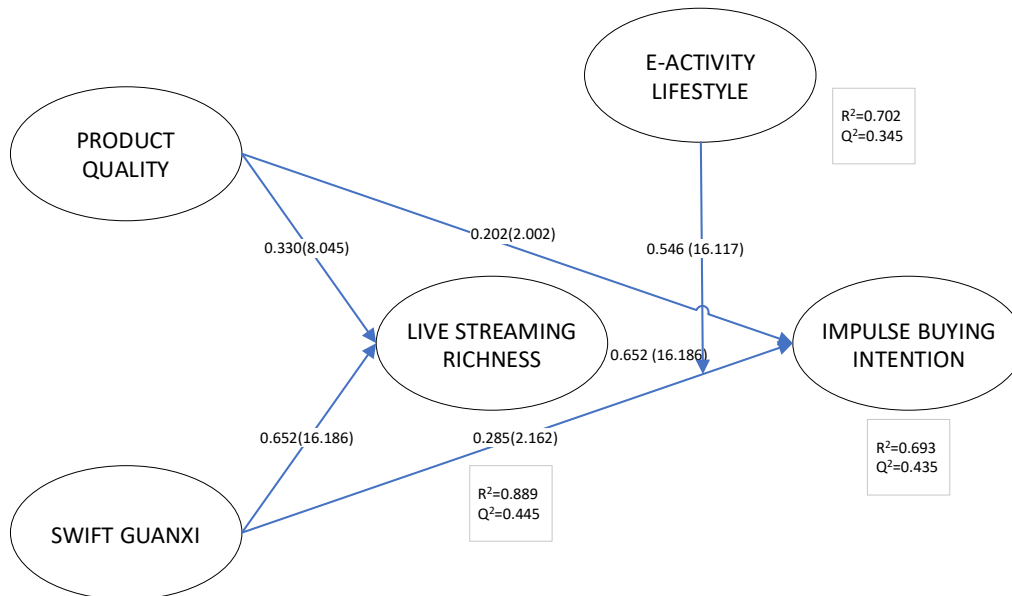 E-ACTIVITY
LIFESTYLE
R²=0.702
Q²=0.345
PRODUCT
QUALITY
0.202(2.002)
0.546 (16.117)
0.330(8.045)
LIVE STREAMING
RICHNESS
0.652 (16.186)
IMPULSE BUYING
INTENTION
0.652(16.186)
0.285(2.162)
R²=0.693
Q²=0.435
R²=0.889
Q²=0.445
SWIFT GUANXI